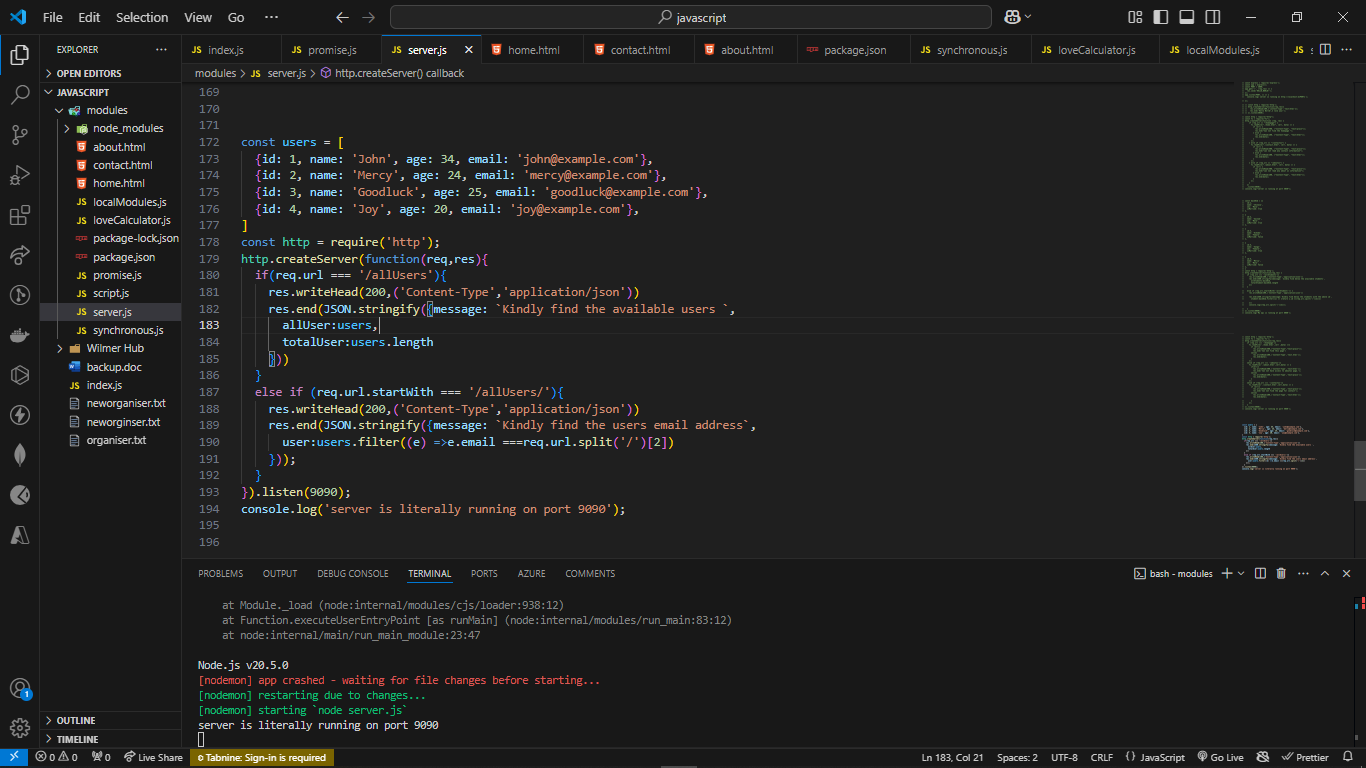 File Edit Selection View Go ··· javascript
EXPLORER ···
OPEN EDITORS
JAVASCRIPT
modules
node_modules
about.html
contact.html
home.html
localModules.js
loveCalculator.js
package-lock.json
package.json
promise.js
script.js
server.js
synchronous.js
Wilmer Hub
backup.doc
index.js
neworganiser.txt
neworginser.txt
organiser.txt
OUTLINE
TIMELINE
JS index.js JS promise.js JS server.js home.html contact.html about.html package.json JS synchronous.js JS loveCalculator.js JS localModules.js JS
modules > JS server.js > http.createServer() callback
169
170
171
172 const users = [
173 {id: 1, name: 'John', age: 34, email: 'john@example.com'},
174 {id: 2, name: 'Mercy', age: 24, email: 'mercy@example.com'},
175 {id: 3, name: 'Goodluck', age: 25, email: 'goodluck@example.com'},
176 {id: 4, name: 'Joy', age: 20, email: 'joy@example.com'},
177 ]
178 const http = require('http');
179 http.createServer(function(req,res){
180 if(req.url === '/allUsers'){
181 res.writeHead(200,('Content-Type','application/json'))
182 res.end(JSON.stringify({message: `Kindly find the available users `,
183 allUser:users,
184 totalUser:users.length
185 }))
186 }
187 else if (req.url.startWith === '/allUsers/'){
188 res.writeHead(200,('Content-Type','application/json'))
189 res.end(JSON.stringify({message: `Kindly find the users email address`,
190 user:users.filter((e) =>e.email ===req.url.split('/')[2])
191 }));
192 }
193 }).listen(9090);
194 console.log('server is literally running on port 9090');
195
196
PROBLEMS OUTPUT DEBUG CONSOLE TERMINAL PORTS AZURE COMMENTS bash - modules
at Module._load (node:internal/modules/cjs/loader:938:12)
at Function.executeUserEntryPoint [as runMain] (node:internal/modules/run_main:83:12)
at node:internal/main/run_main_module:23:47
Node.js v20.5.0
[nodemon] app crashed - waiting for file changes before starting...
[nodemon] restarting due to changes...
[nodemon] starting `node server.js`
server is literally running on port 9090
1
0 0 0 Live Share Tabnine: Sign-in is required Ln 183, Col 21 Spaces: 2 UTF-8 CRLF {} JavaScript Go Live Prettier